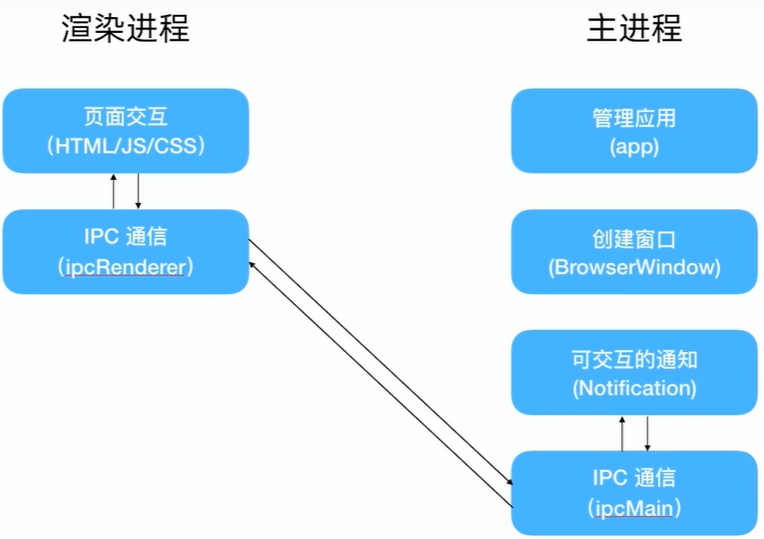 渲染进程
主进程
页面交互
（HTML/JS/CSS）
IPC 通信
（ipcRenderer）
管理应用
(app)
创建窗口
(BrowserWindow)
可交互的通知
(Notification)
IPC 通信
（ipcMain）